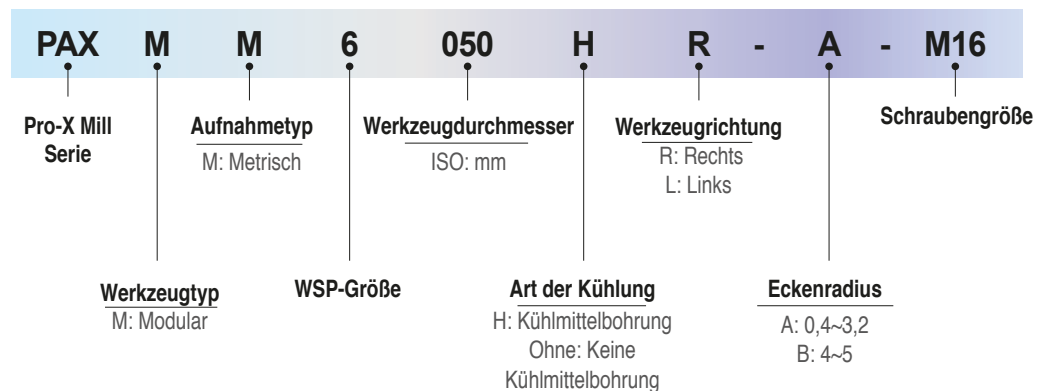 PAX M M 6 050 H R - A - M16
Pro-X Mill
Serie
Aufnahmetyp
M: Metrisch
Werkzeugdurchmesser
ISO: mm
Werkzeugrichtung
R: Rechts
L: Links
Schraubengröße
Werkzeugtyp
M: Modular
WSP-Größe
Art der Kühlung
H: Kühlmittelbohrung
Ohne: Keine
Kühlmittelbohrung
Eckenradius
A: 0,4~3,2
B: 4~5